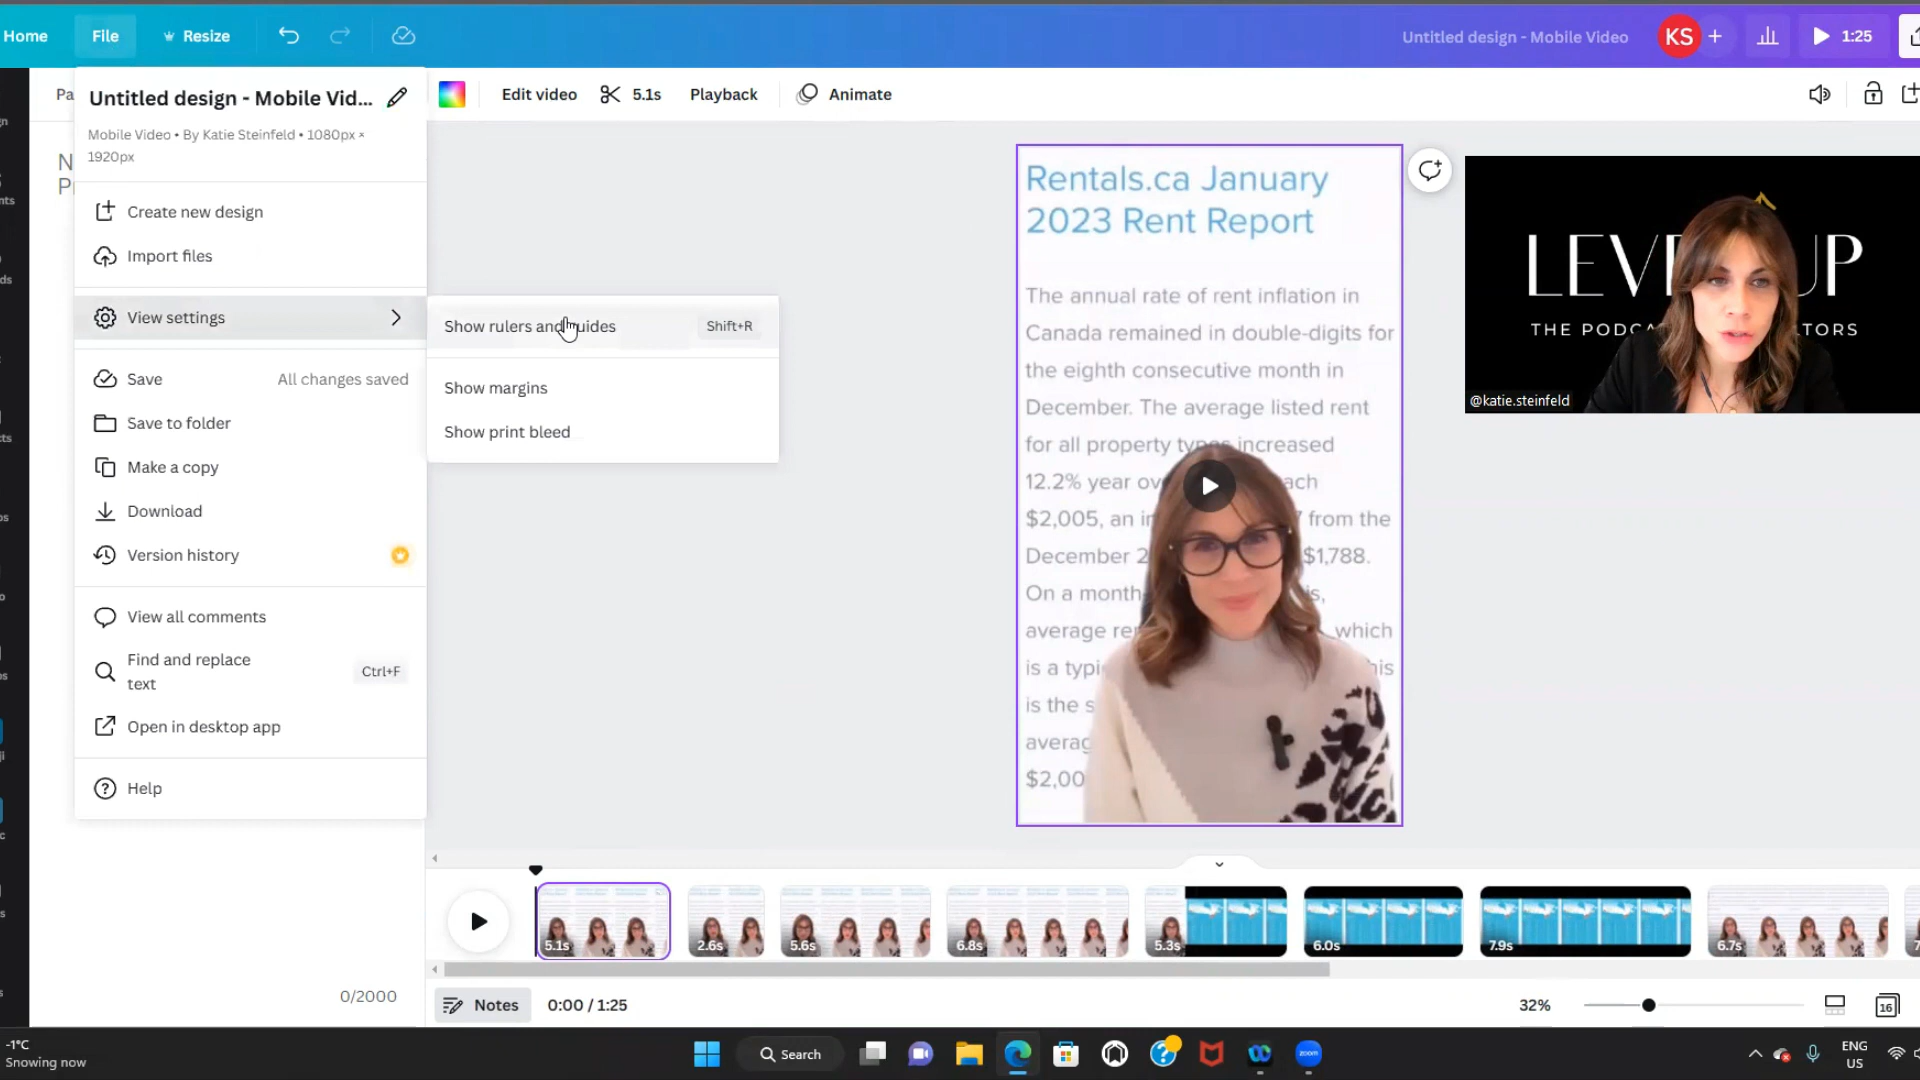 Home
File
Resize
Untitled design - Mobile Video
KS
+
1:25
Untitled design - Mobile Vid...
Mobile Video • By Katie Steinfeld • 1080px ×
1920px
Edit video
5.1s
Playback
Animate
Create new design
Import files
View settings
Show rulers and guides
Shift+R
Show margins
Show print bleed
Save
All changes saved
Save to folder
Make a copy
Download
Version history
View all comments
Find and replace
text
Ctrl+F
Open in desktop app
Help
Rentals.ca January
2023 Rent Report
The annual rate of rent inflation in
Canada remained in double-digits for
the eighth consecutive month in
December. The average listed rent
for all property types increased
12.2% year ov ach
$2,005, an in 7 from the
December 2 $1,788.
On a month s,
average re which
is a typi his
is the s
averag
$2,00
LEVE UP
THE PODCA TORS
@katie.steinfeld
5.1s
2.6s
5.6s
6.8s
5.3s
6.0s
7.9s
6.7s
0/2000
Notes
0:00 / 1:25
32%
16
-1°C
Snowing now
Search
zoom
ENG
US